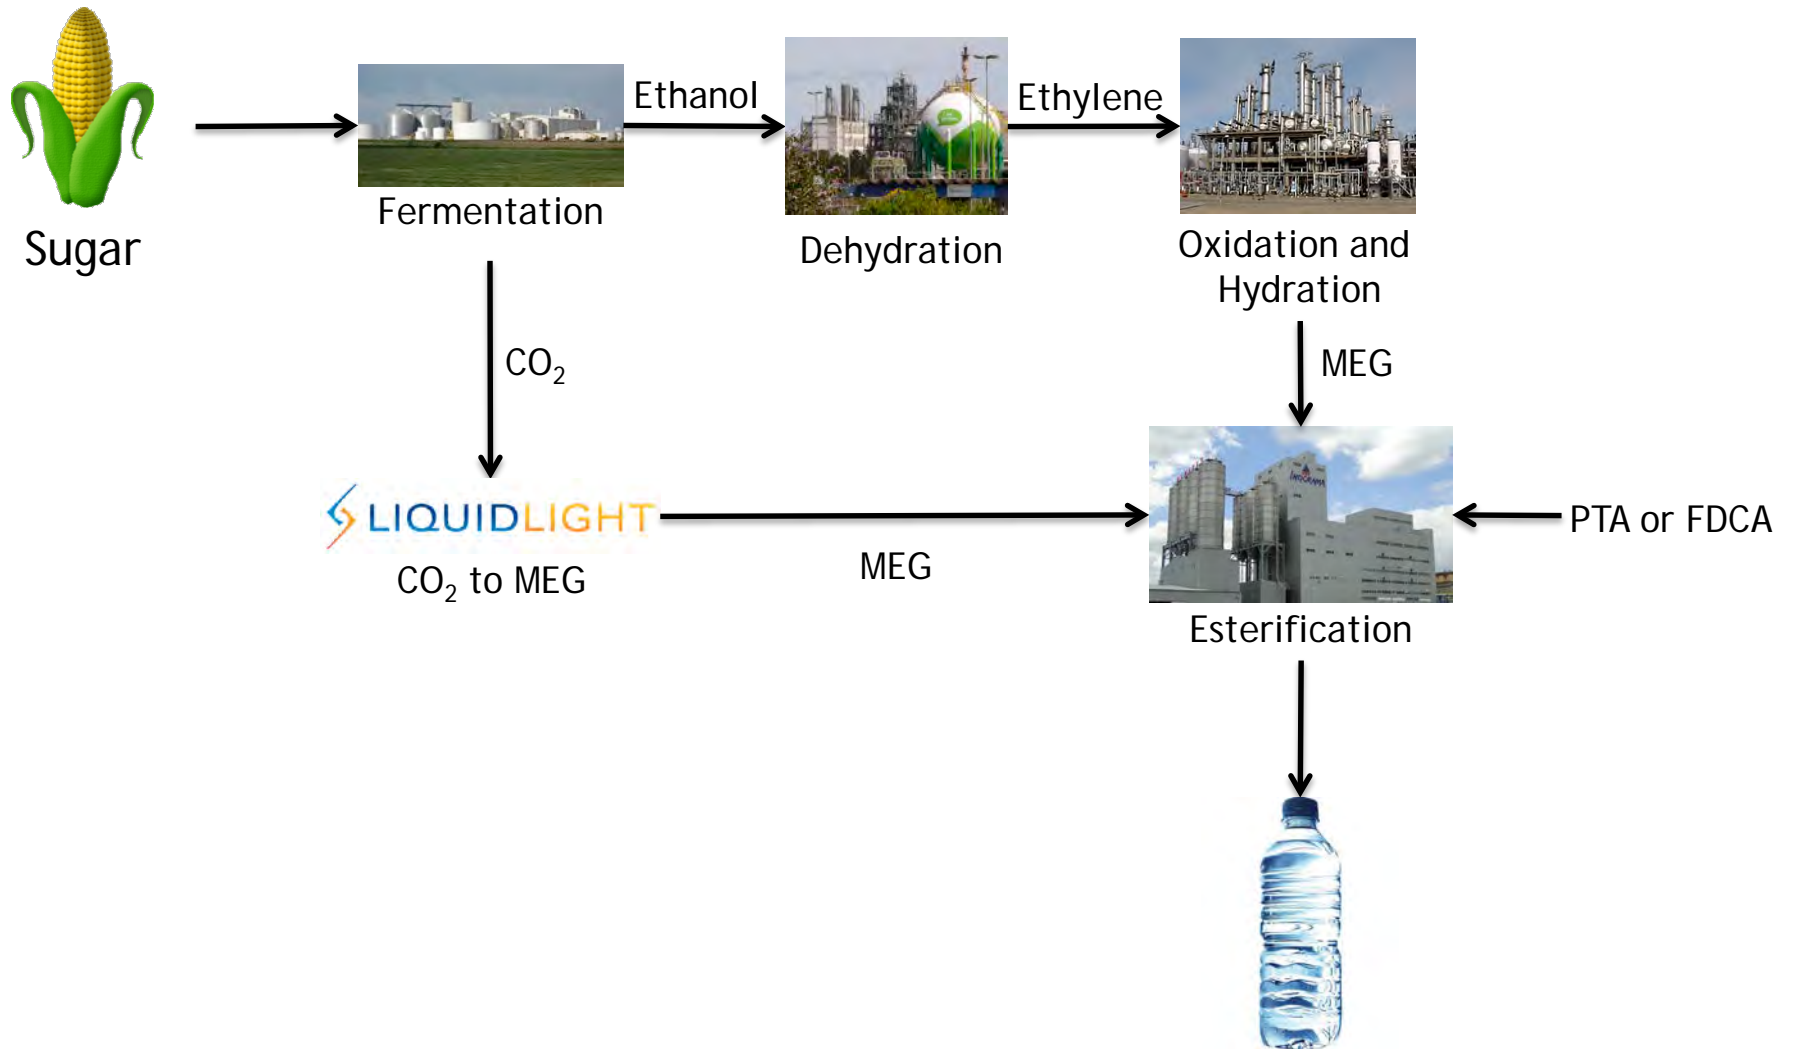 Ethanol
Ethylene
Sugar
Fermentation
Dehydration
Oxidation and
Hydration
CO₂
MEG
LIQUIDLIGHT
CO₂ to MEG
MEG
INDORAMA
PTA or FDCA
Esterification